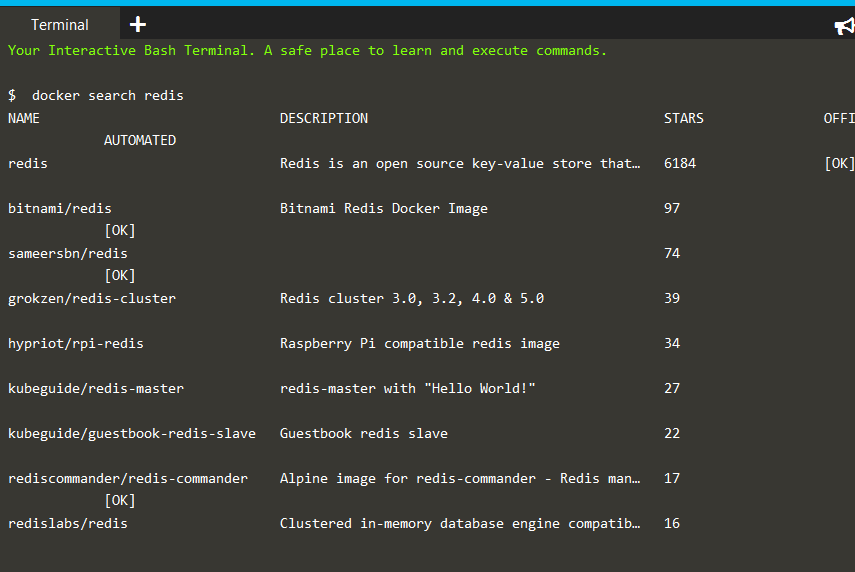 Terminal
Your Interactive Bash Terminal. A safe place to learn and execute commands.
$ docker search redis
NAME DESCRIPTION STARS OFFI
AUTOMATED
redis Redis is an open source key-value store that… 6184 [OK]
bitnami/redis Bitnami Redis Docker Image 97
[OK]
sameersbn/redis 74
[OK]
grokzen/redis-cluster Redis cluster 3.0, 3.2, 4.0 & 5.0 39
hypriot/rpi-redis Raspberry Pi compatible redis image 34
kubeguide/redis-master redis-master with "Hello World!" 27
kubeguide/guestbook-redis-slave Guestbook redis slave 22
rediscommander/redis-commander Alpine image for redis-commander - Redis man… 17
[OK]
redislabs/redis Clustered in-memory database engine compatib… 16